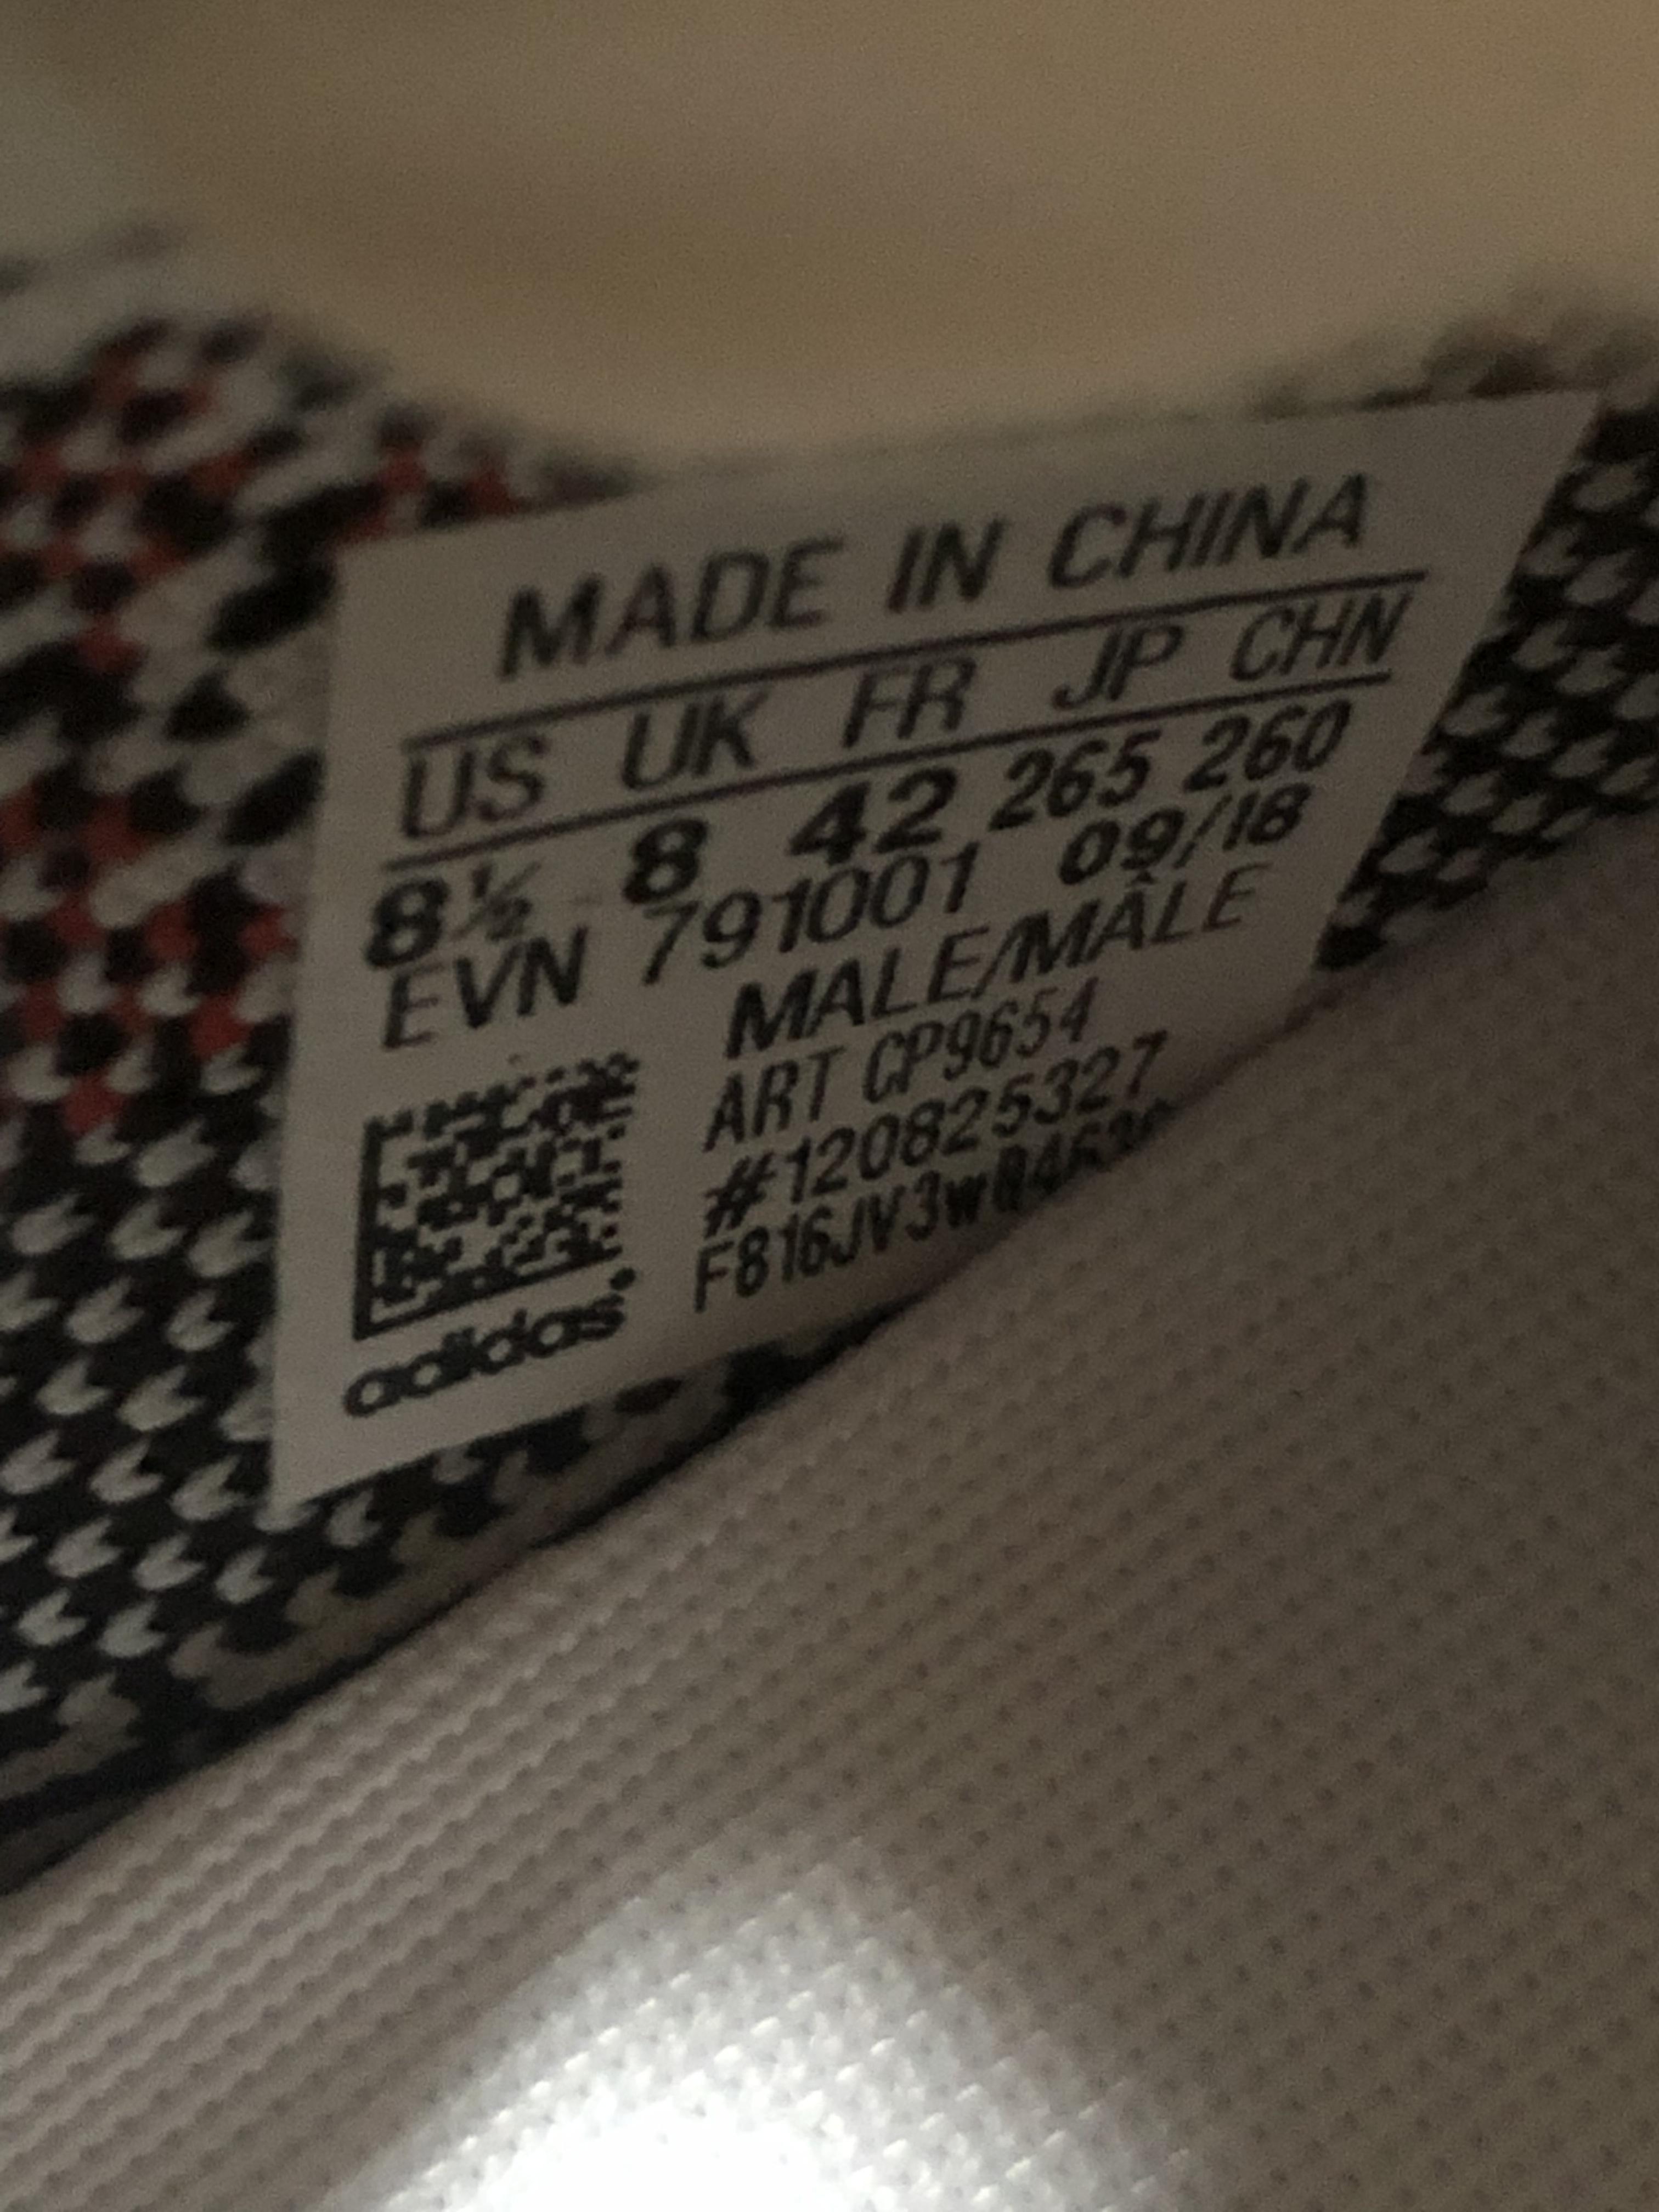 MADE IN CHINA
US UK FR JP CHN
8½ 8 42 265 260
EVN 791001 09/18
MALE/MÂLE
ART CP9654
#120825327
adidas